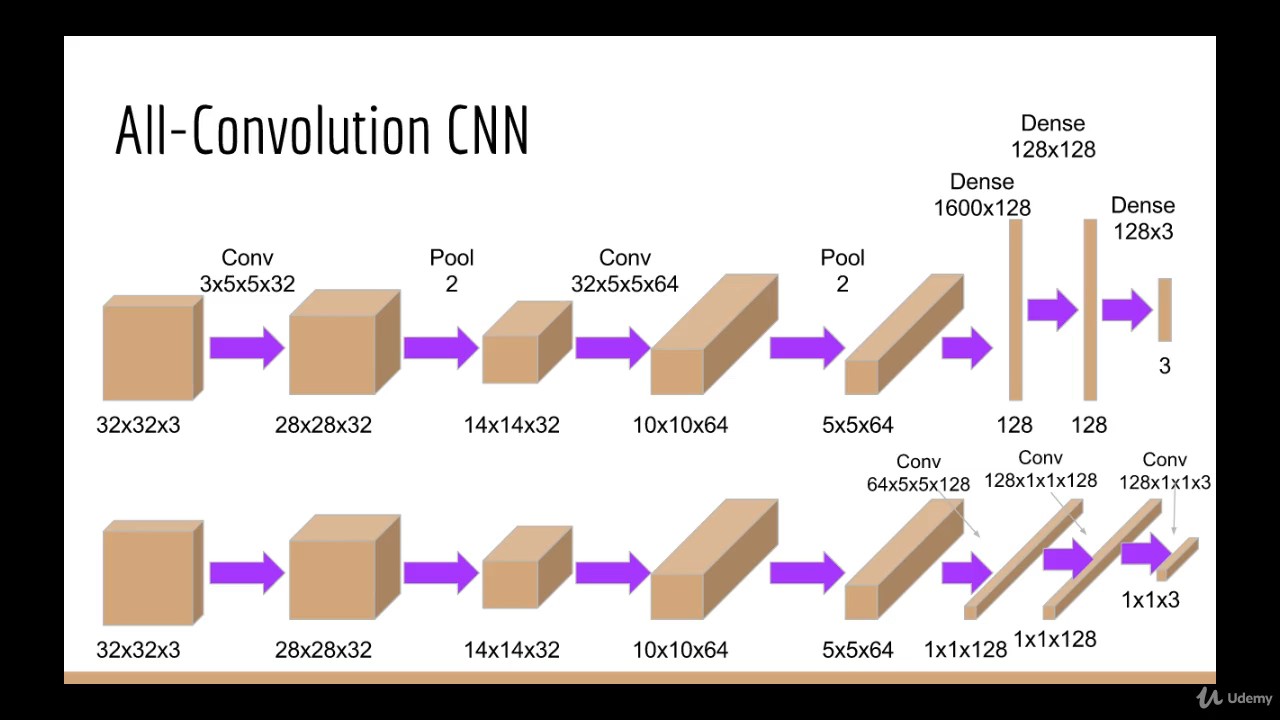 All-Convolution CNN
Dense
128x128
Dense
1600x128
Dense
128x3
Conv
3x5x5x32
Pool
2
Conv
32x5x5x64
Pool
2
3
32x32x3
28x28x32
14x14x32
10x10x64
5x5x64
128
128
Conv
64x5x5x128
Conv
128x1x1x128
Conv
128x1x1x3
1x1x3
32x32x3
28x28x32
14x14x32
10x10x64
5x5x64
1x1x128
1x1x128
Udemy